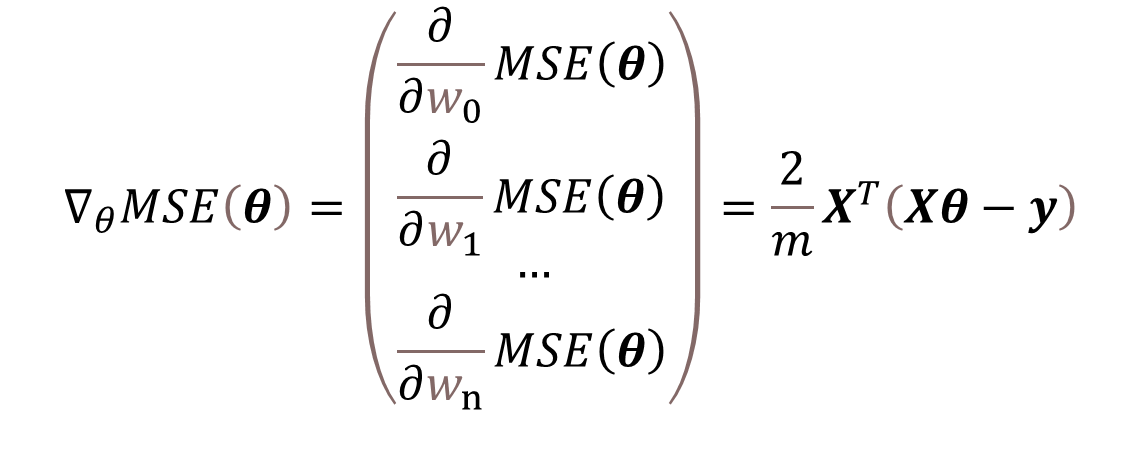 ∇θMSE(θ) = ( ∂/∂w₀ MSE(θ)
∂/∂w₁ MSE(θ)
...
∂/∂wₙ MSE(θ) ) = 2/m Xᵀ(Xθ − y)